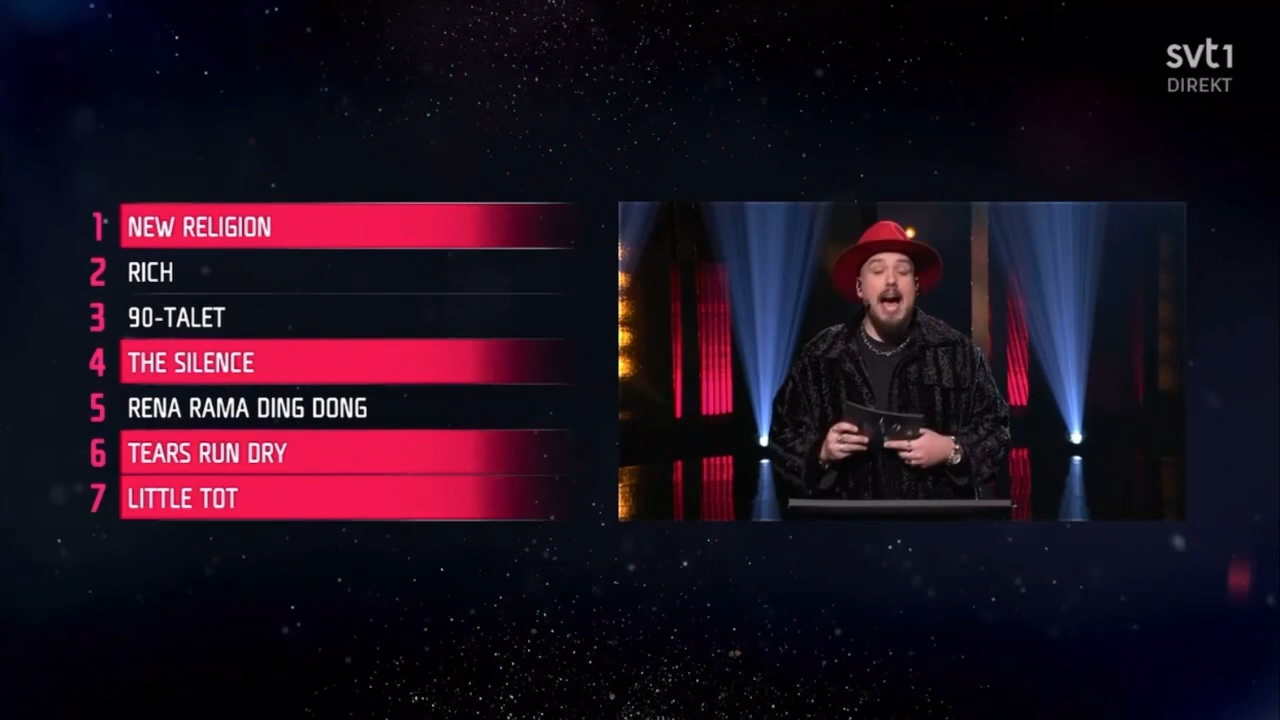 svt1
DIREKT
1 NEW RELIGION
2 RICH
3 90-TALET
4 THE SILENCE
5 RENA RAMA DING DONG
6 TEARS RUN DRY
7 LITTLE TOT